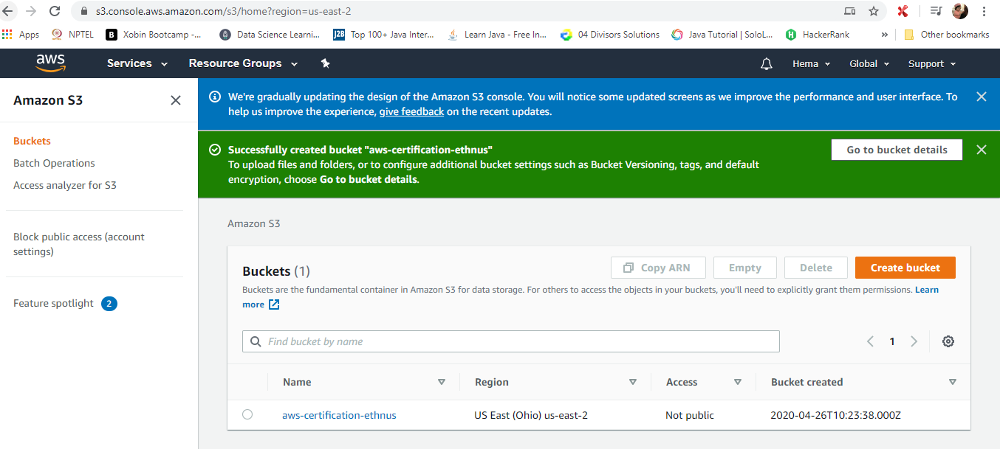 s3.console.aws.amazon.com/s3/home?region=us-east-2
Apps NPTEL Xobin Bootcamp -... Data Science Learni... J2B Top 100+ Java Inter... Learn Java - Free In... 04 Divisors Solutions Java Tutorial | SoloL... HackerRank » Other bookmarks
aws Services Resource Groups Hema Global Support
Amazon S3
Buckets
Batch Operations
Access analyzer for S3
Block public access (account
settings)
Feature spotlight 2
We're gradually updating the design of the Amazon S3 console. You will notice some updated screens as we improve the performance and user interface. To
help us improve the experience, give feedback on the recent updates.
Successfully created bucket "aws-certification-ethnus"
To upload files and folders, or to configure additional bucket settings such as Bucket Versioning, tags, and default
encryption, choose Go to bucket details.
Go to bucket details
Amazon S3
Buckets (1)
Copy ARN Empty Delete Create bucket
Buckets are the fundamental container in Amazon S3 for data storage. For others to access the objects in your buckets, you'll need to explicitly grant them permissions. Learn
more
Find bucket by name
1
Name Region Access Bucket created
aws-certification-ethnus US East (Ohio) us-east-2 Not public 2020-04-26T10:23:38.000Z